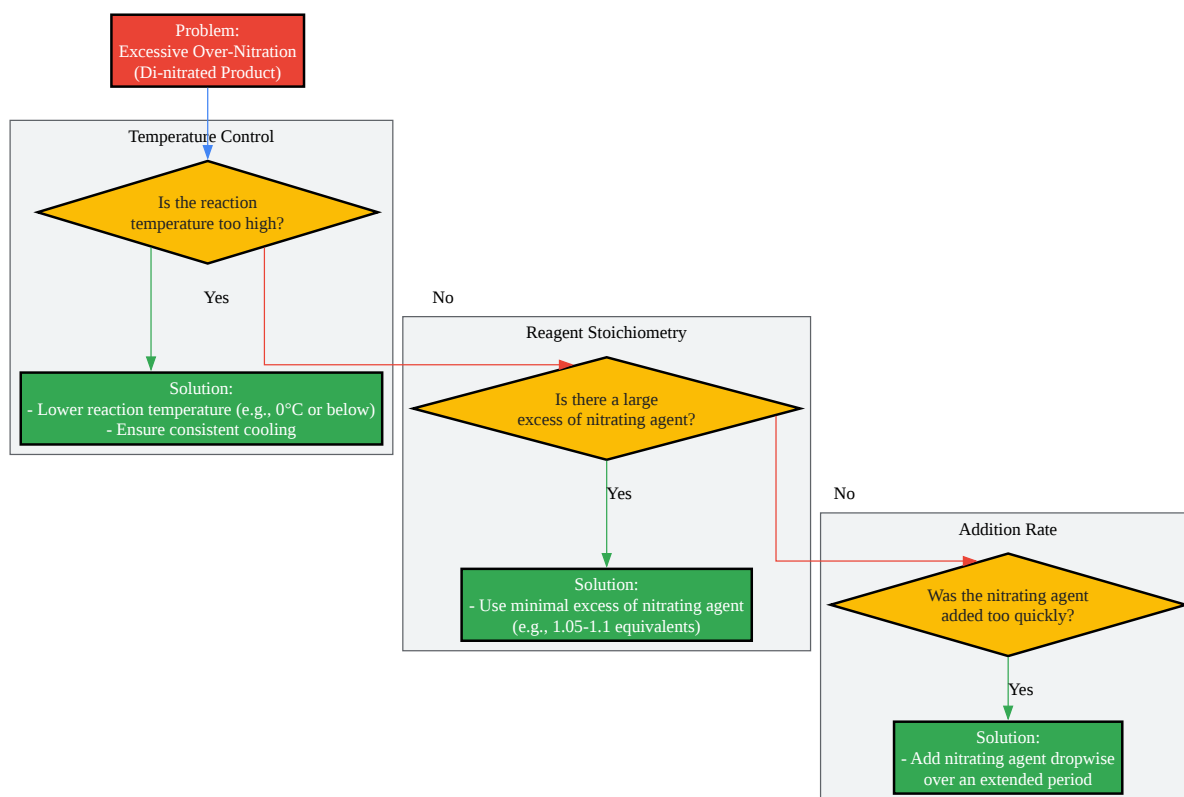 Problem:
Excessive Over-Nitration
(Di-nitrated Product)
Temperature Control
Is the reaction
temperature too high?
Yes
No
Solution:
- Lower reaction temperature (e.g., 0°C or below)
- Ensure consistent cooling
Reagent Stoichiometry
Is there a large
excess of nitrating agent?
Yes
No
Solution:
- Use minimal excess of nitrating agent
(e.g., 1.05-1.1 equivalents)
Addition Rate
Was the nitrating agent
added too quickly?
Yes
Solution:
- Add nitrating agent dropwise
over an extended period